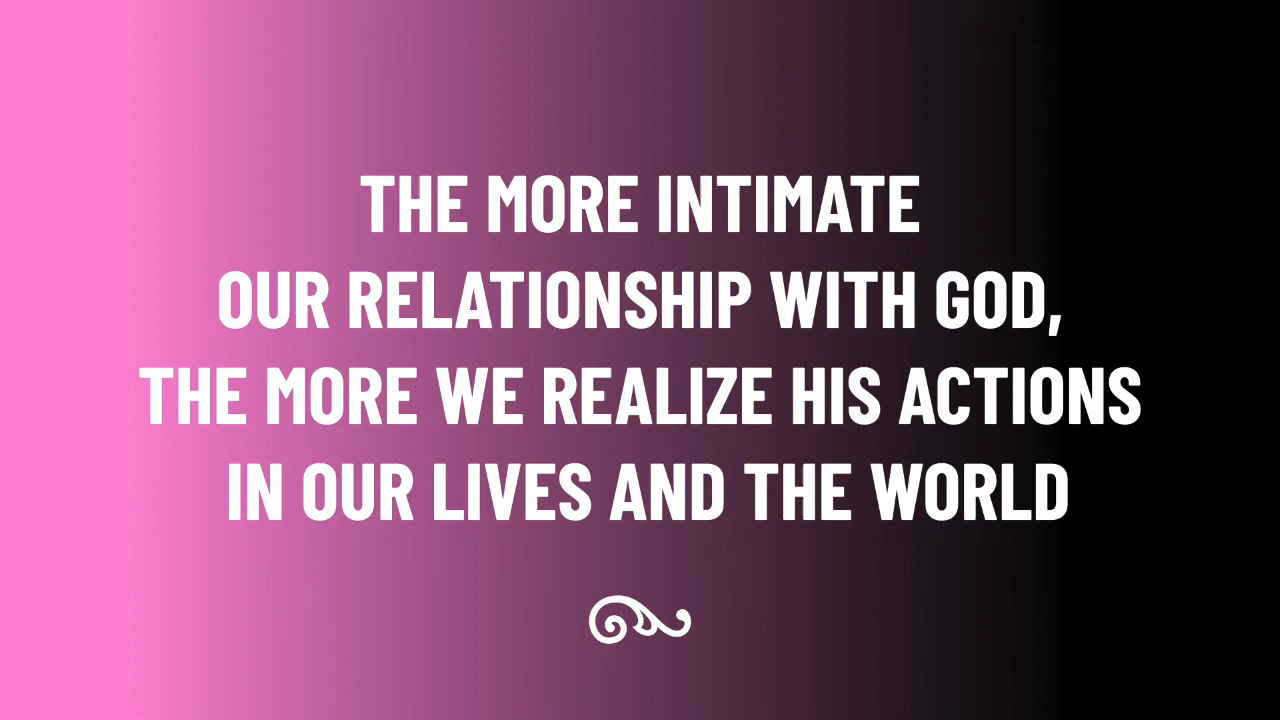 THE MORE INTIMATE
OUR RELATIONSHIP WITH GOD,
THE MORE WE REALIZE HIS ACTIONS
IN OUR LIVES AND THE WORLD